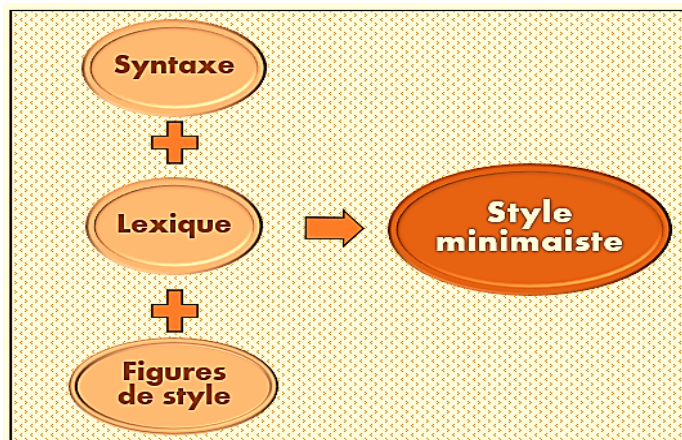 Syntaxe
Lexique
Style
minimaiste
Figures
de style